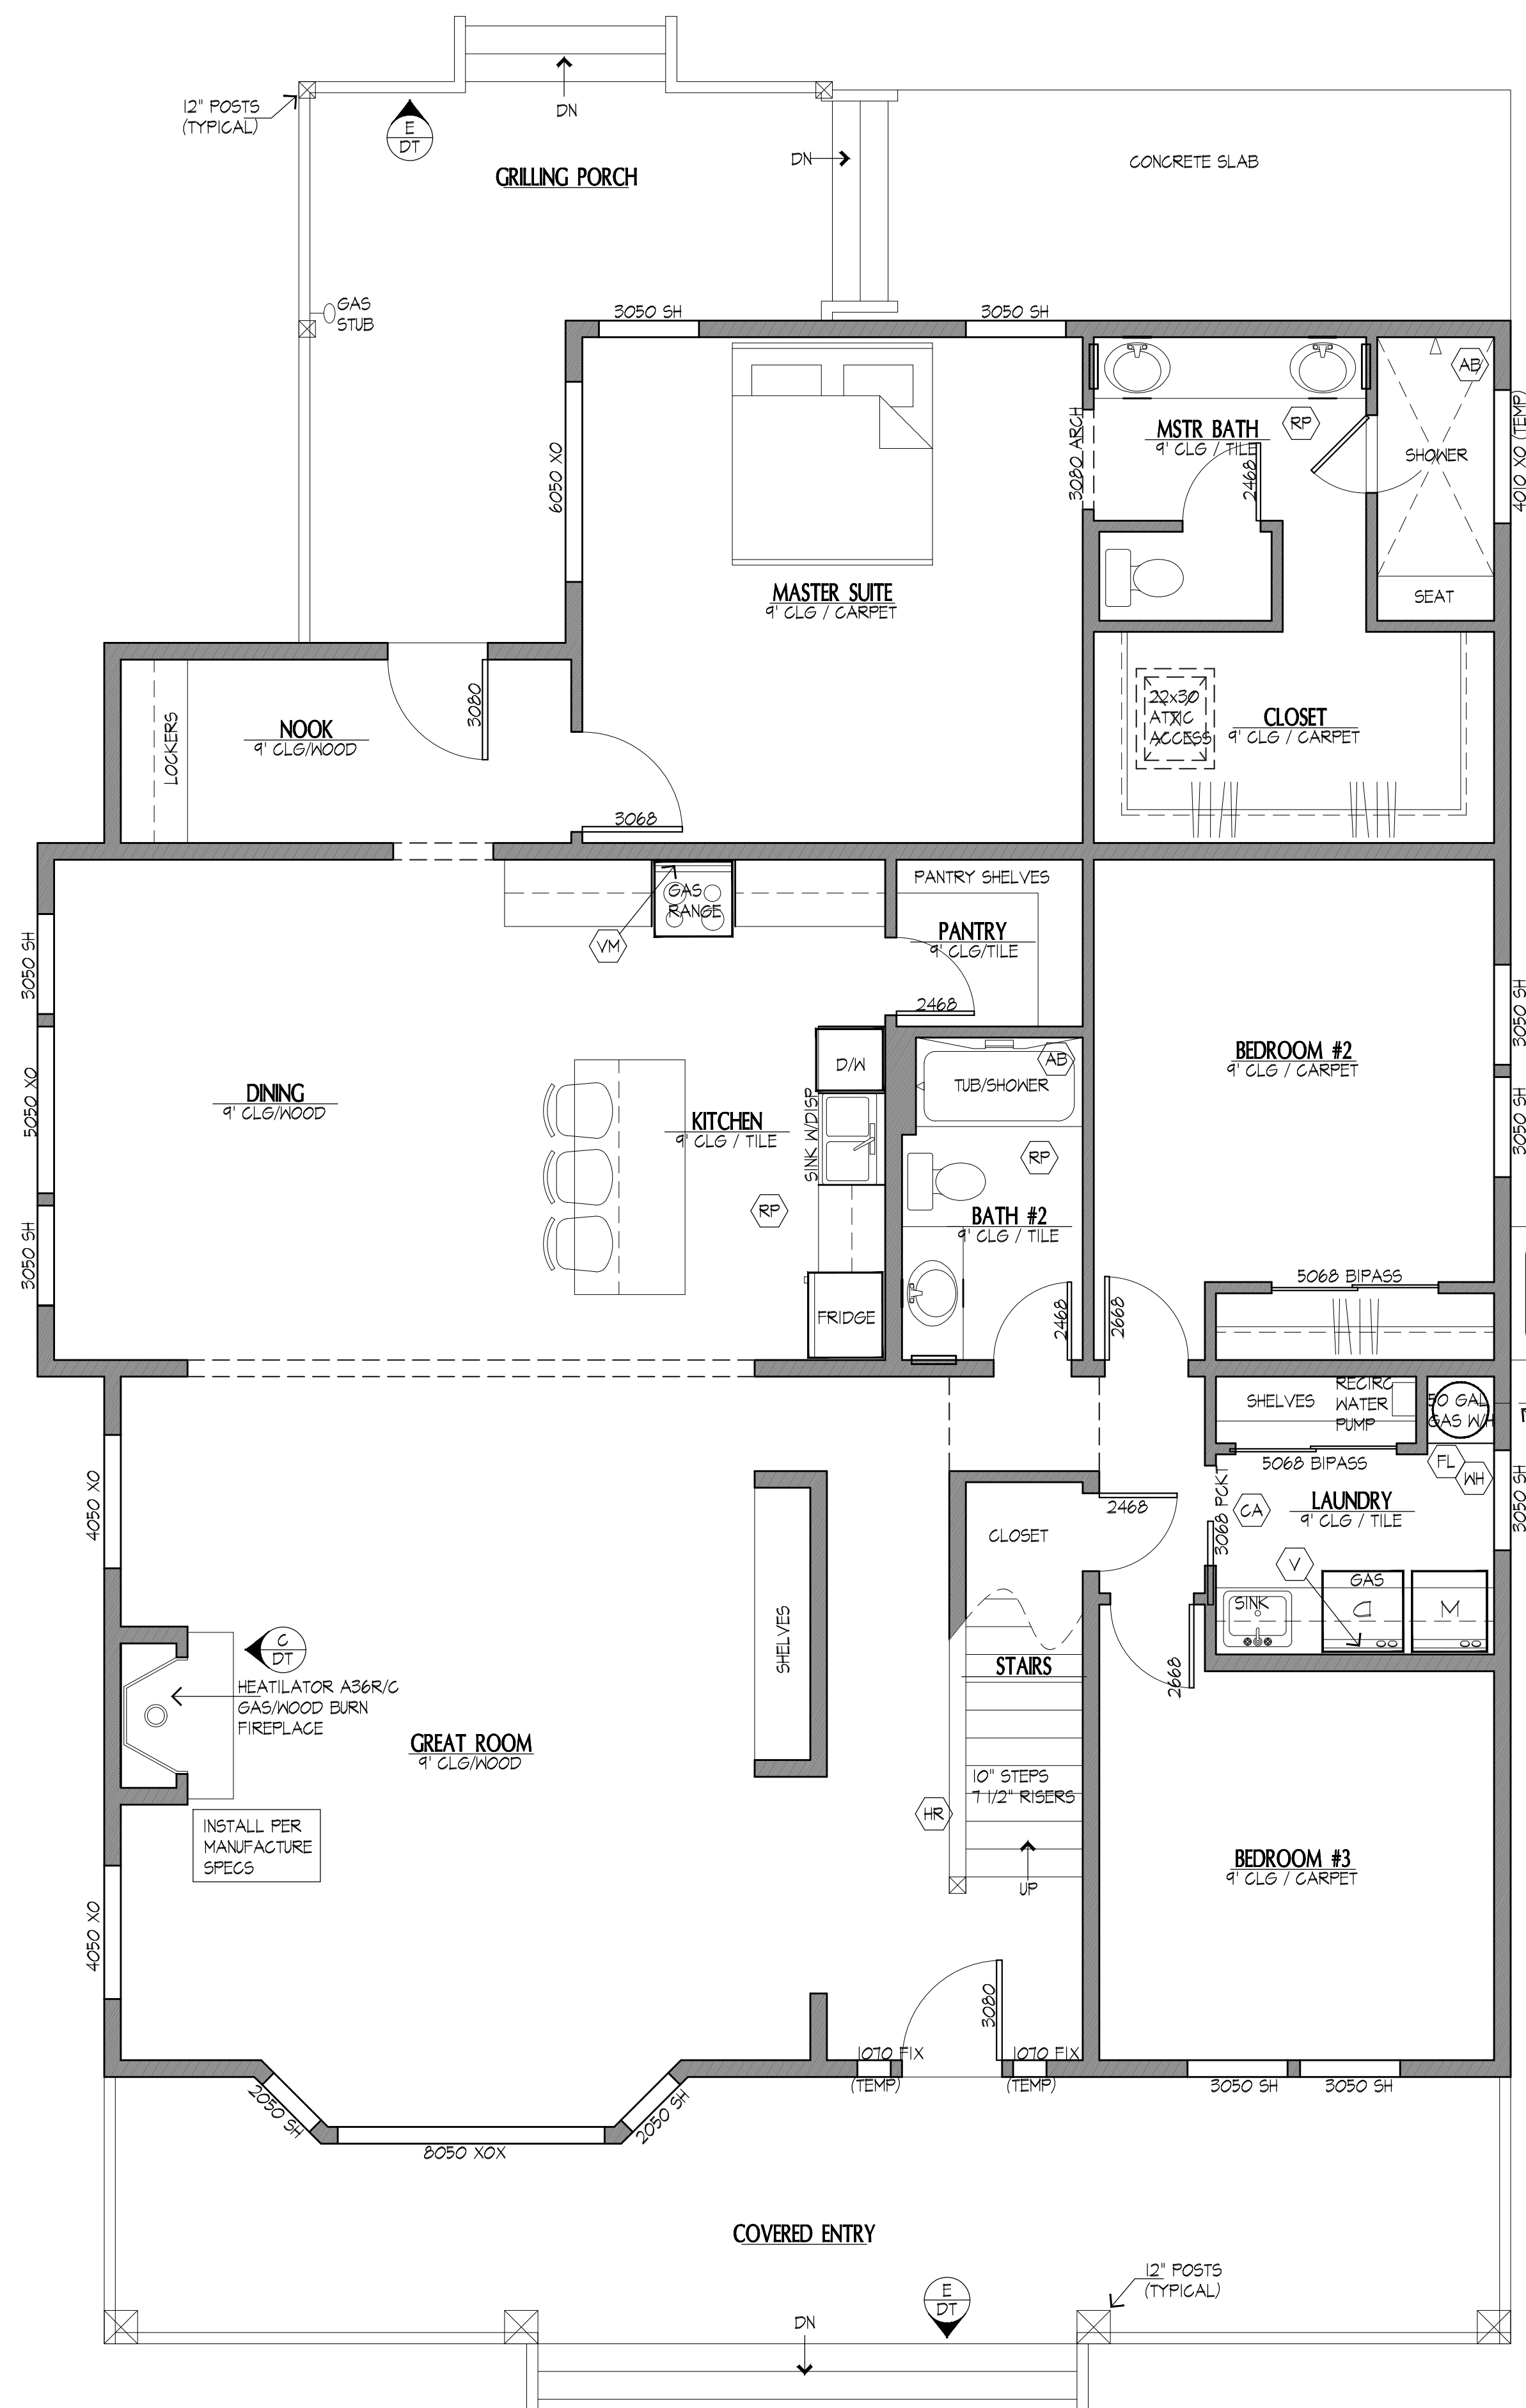 12" POSTS
(TYPICAL)
E
DT
DN
GRILLING PORCH
DN
CONCRETE SLAB
GAS
STUB
3050 SH
3050 SH
6050 XO
3080 ARCH
MSTR BATH
9' CLG / TILE
RP
2468
AB
SHOWER
4010 XO (TEMP)
SEAT
MASTER SUITE
9' CLG / CARPET
LOCKERS
NOOK
9' CLG/WOOD
3080
3068
22x30
ATTIC
ACCESS
CLOSET
9' CLG / CARPET
3050 SH
5050 XO
3050 SH
DINING
9' CLG/WOOD
GAS
RANGE
VM
PANTRY SHELVES
PANTRY
9' CLG/TILE
2468
D/W
SINK W/DISP
KITCHEN
9' CLG / TILE
RP
FRIDGE
AB
TUB/SHOWER
RP
BATH #2
9' CLG / TILE
2468
2668
BEDROOM #2
9' CLG / CARPET
3050 SH
3050 SH
5068 BIPASS
SHELVES
RECIRC
WATER
PUMP
50 GAL
GAS W/H
5068 BIPASS
FL
WH
3068 PCKT
CA
LAUNDRY
9' CLG / TILE
3050 SH
V
GAS
SINK
D
M
2468
CLOSET
2668
4050 XO
C
DT
HEATILATOR A36R/C
GAS/WOOD BURN
FIREPLACE
INSTALL PER
MANUFACTURE
SPECS
4050 XO
GREAT ROOM
9' CLG/WOOD
SHELVES
STAIRS
10" STEPS
7 1/2" RISERS
HR
UP
BEDROOM #3
9' CLG / CARPET
3080
1070 FIX
(TEMP)
1070 FIX
(TEMP)
3050 SH
3050 SH
2050 SH
8050 XOX
2050 SH
COVERED ENTRY
12" POSTS
(TYPICAL)
E
DT
DN